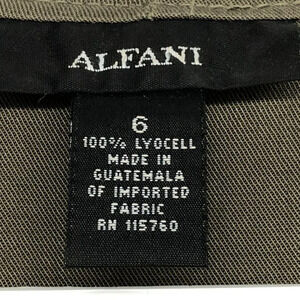 ALFANI
6
100% LYOCELL
MADE IN
GUATEMALA
OF IMPORTED
FABRIC
RN 115760